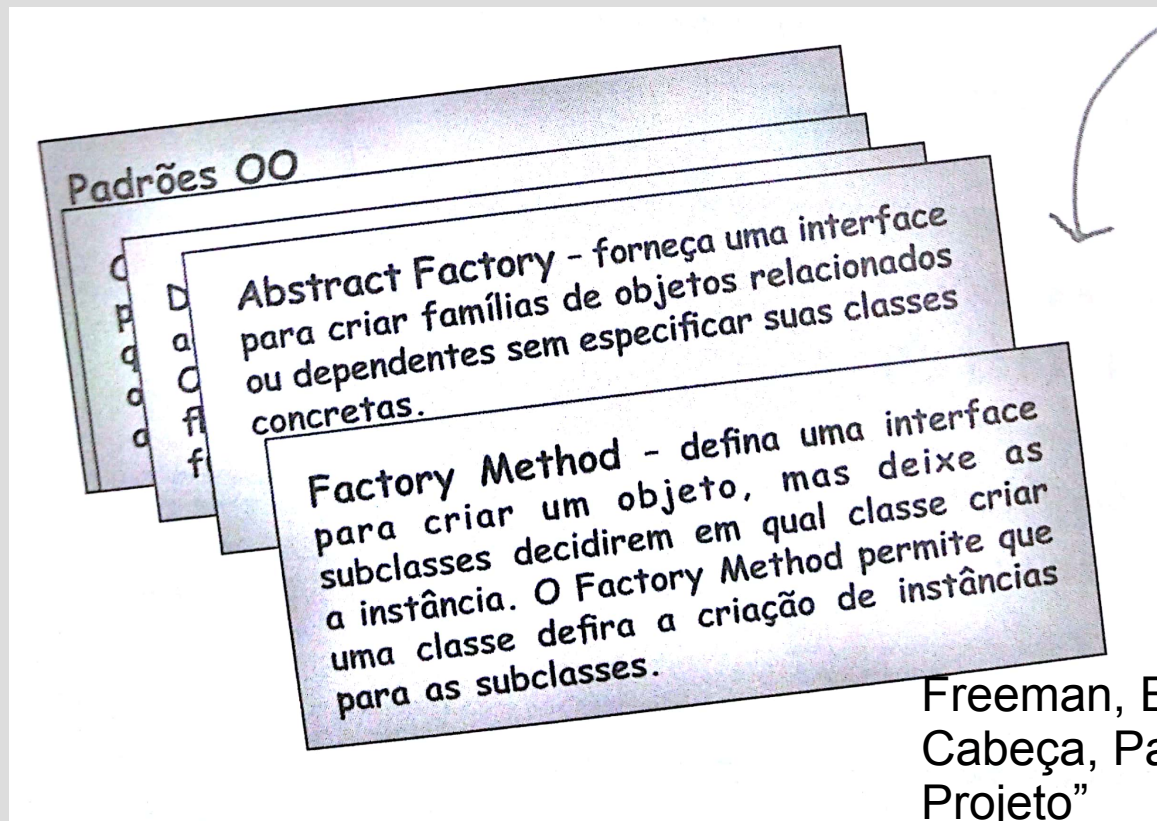 Padrões OO
Abstract Factory - forneça uma interface
para criar famílias de objetos relacionados
ou dependentes sem especificar suas classes
concretas.
Factory Method - defina uma interface
para criar um objeto, mas deixe as
subclasses decidirem em qual classe criar
a instância. O Factory Method permite que
uma classe defira a criação de instâncias
para as subclasses.
Freeman, E
Cabeça, Pa
Projeto”